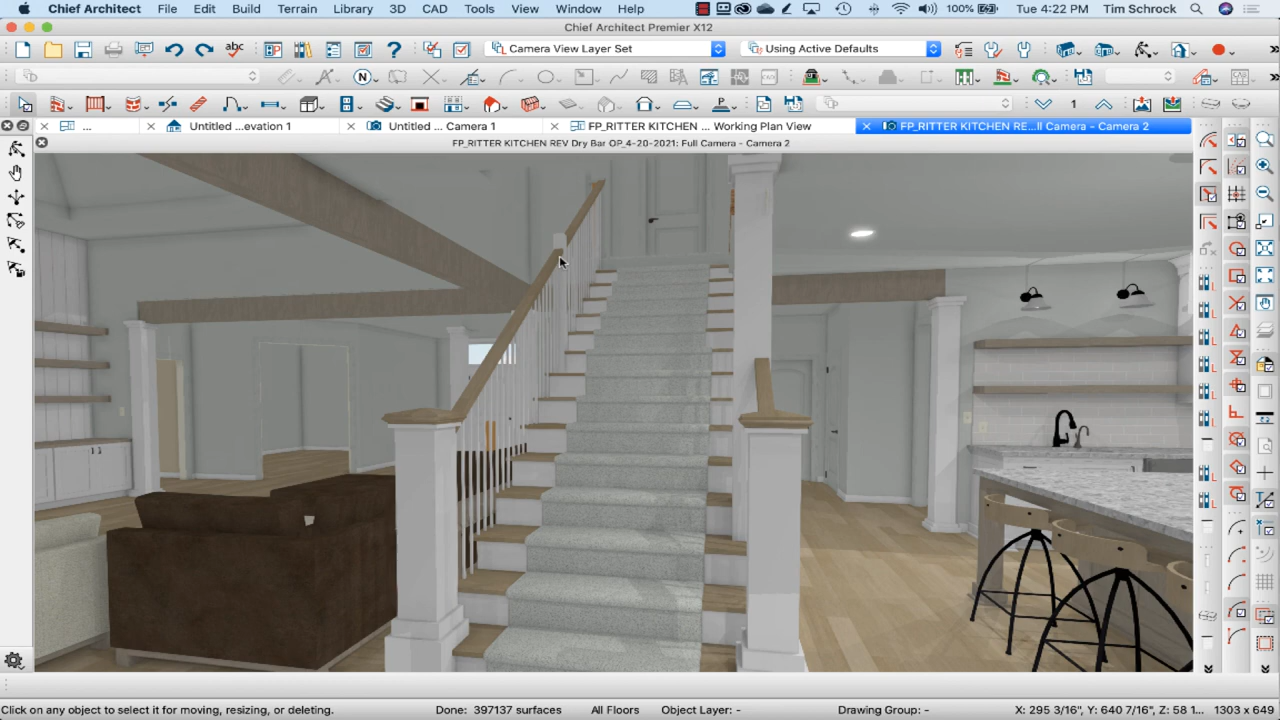 Chief Architect File Edit Build Terrain Library 3D CAD Tools View Window Help 100% Tue 4:22 PM Tim Schrock
Chief Architect Premier X12
abc ? Camera View Layer Set Using Active Defaults
N
1
... Untitled ...evation 1 Untitled ... Camera 1 FP_RITTER KITCHEN ... Working Plan View FP_RITTER KITCHEN RE...ll Camera - Camera 2
FP_RITTER KITCHEN REV Dry Bar OP_4-20-2021: Full Camera - Camera 2
Click on any object to select it for moving, resizing, or deleting. Done: 397137 surfaces All Floors Object Layer: - Drawing Group: - X: 295 3/16", Y: 640 7/16", Z: 58 1... 1303 x 649